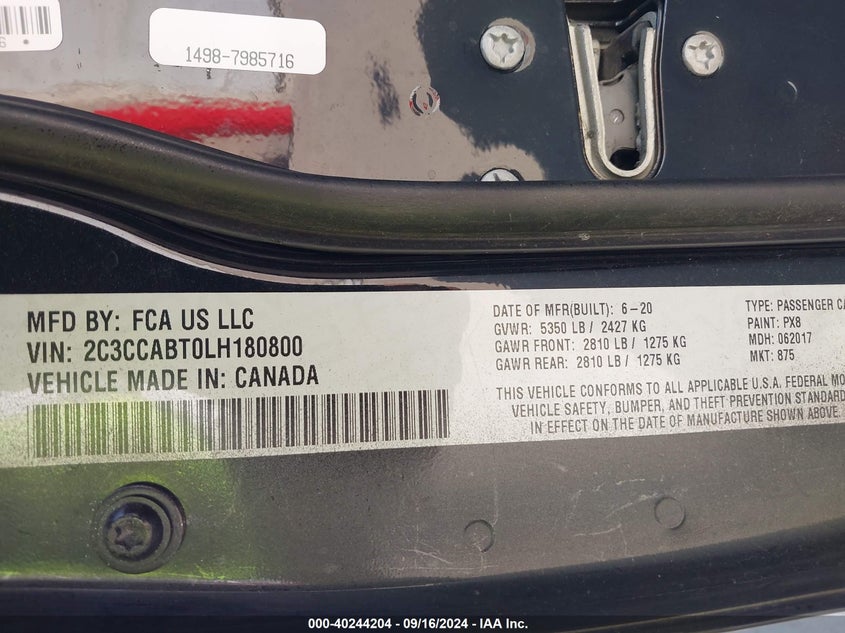 6
1498-7985716
MFD BY: FCA US LLC
VIN: 2C3CCABT0LH180800
VEHICLE MADE IN: CANADA
DATE OF MFR(BUILT): 6-20
GVWR: 5350 LB / 2427 KG
GAWR FRONT: 2810 LB / 1275 KG
GAWR REAR: 2810 LB / 1275 KG
TYPE: PASSENGER CA
PAINT: PX8
MDH: 062017
MKT: 875
THIS VEHICLE CONFORMS TO ALL APPLICABLE U.S.A. FEDERAL MO
VEHICLE SAFETY, BUMPER, AND THEFT PREVENTION STANDARD
IN EFFECT ON THE DATE OF MANUFACTURE SHOWN ABOVE.
000-40244204 - 09/16/2024 - IAA Inc.